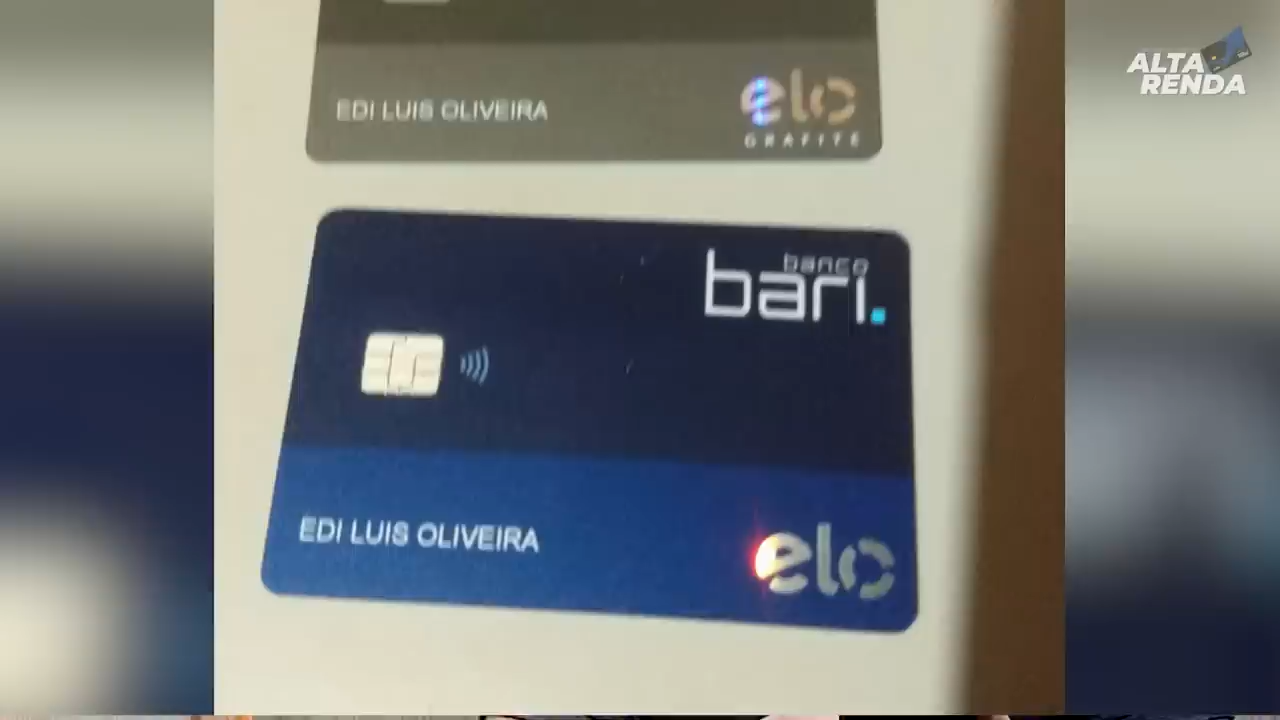 ALTA
RENDA
EDI LUIS OLIVEIRA
elo
GRAFITE
banco
bari.
EDI LUIS OLIVEIRA
elo